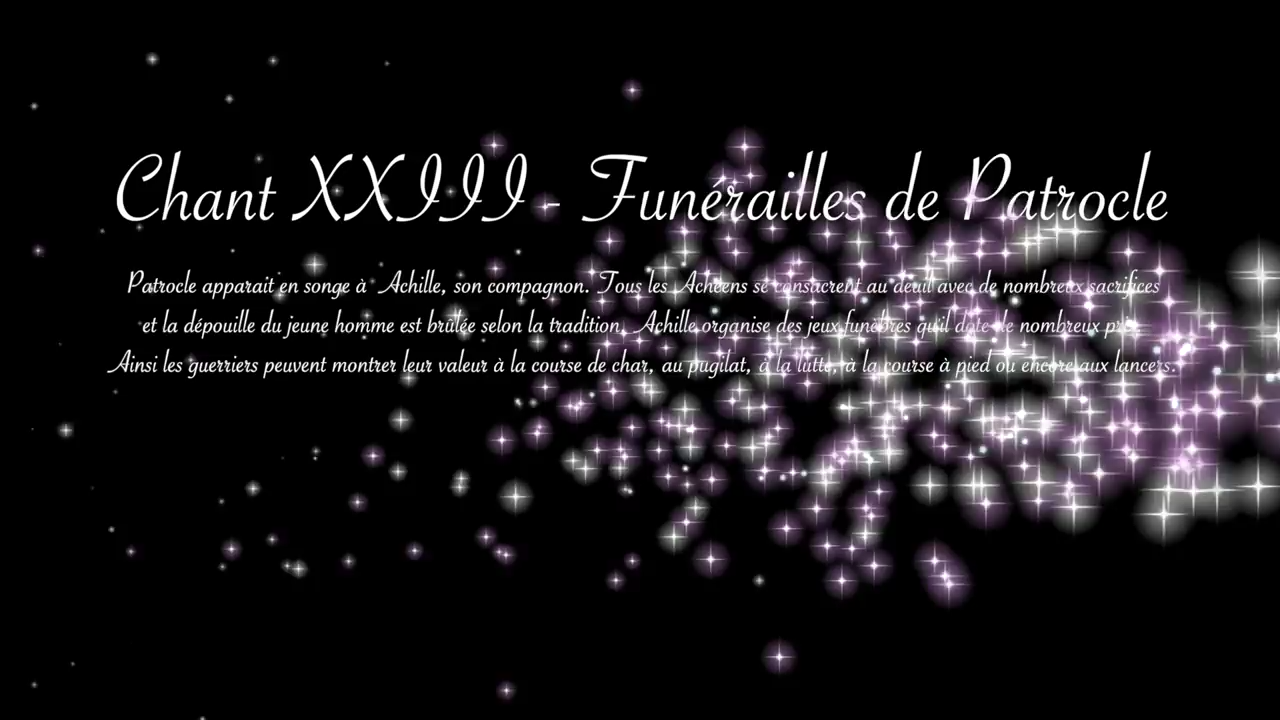 Chant XXIII - Funérailles de Patrocle
Patrocle apparait en songe à Achille, son compagnon. Tous les Achéens se consacrent au deuil avec de nombreux sacrifices
et la dépouille du jeune homme est brûlée selon la tradition. Achille organise des jeux funèbres qu'il dote de nombreux prix.
Ainsi les guerriers peuvent montrer leur valeur à la course de char, au pugilat, à la lutte, à la course à pied ou encore aux lancers.